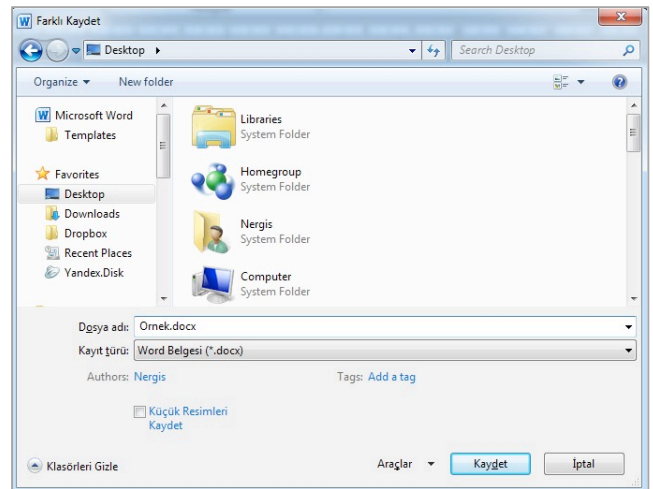 Farklı Kaydet
Desktop
Search Desktop
Organize
New folder
Microsoft Word
Templates
Favorites
Desktop
Downloads
Dropbox
Recent Places
Yandex.Disk
Libraries
System Folder
Homegroup
System Folder
Nergis
System Folder
Computer
System Folder
Dosya adı: Ornek.docx
Kayıt türü: Word Belgesi (*.docx)
Authors: Nergis
Tags: Add a tag
Küçük Resimleri
Kaydet
Klasörleri Gizle
Araçlar
Kaydet
İptal